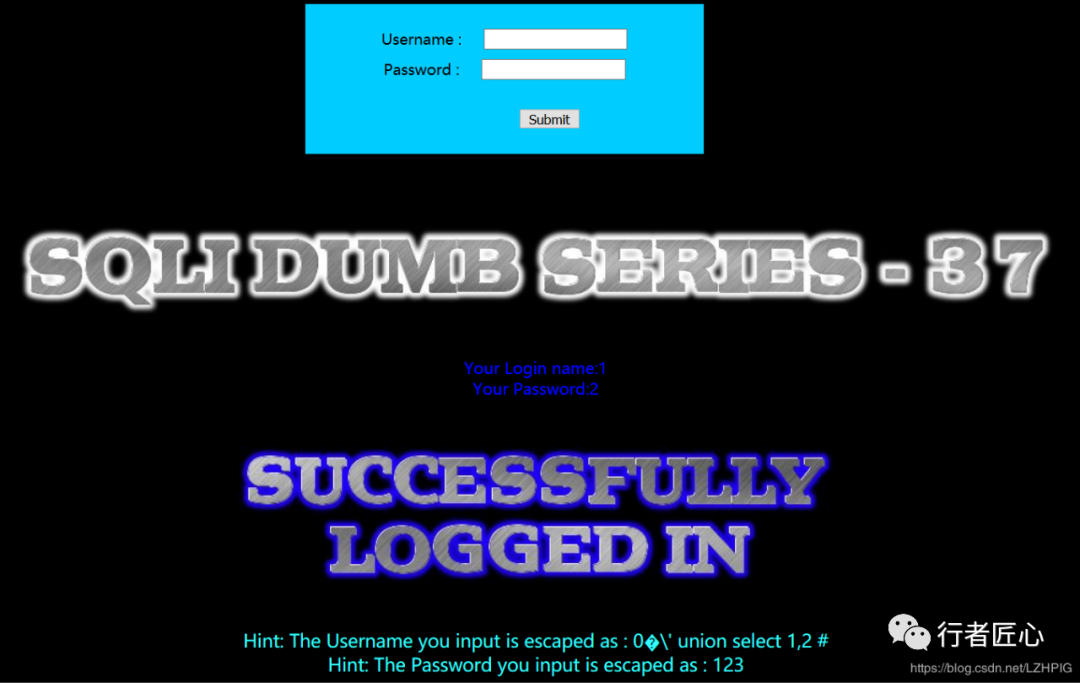 Username :
Password :
Submit
SQLI DUMB SERIES - 37
Your Login name:1
Your Password:2
SUCCESSFULLY
LOGGED IN
Hint: The Username you input is escaped as : 0�\' union select 1,2 #
Hint: The Password you input is escaped as : 123
行者匠心
https://blog.csdn.net/LZHPIG